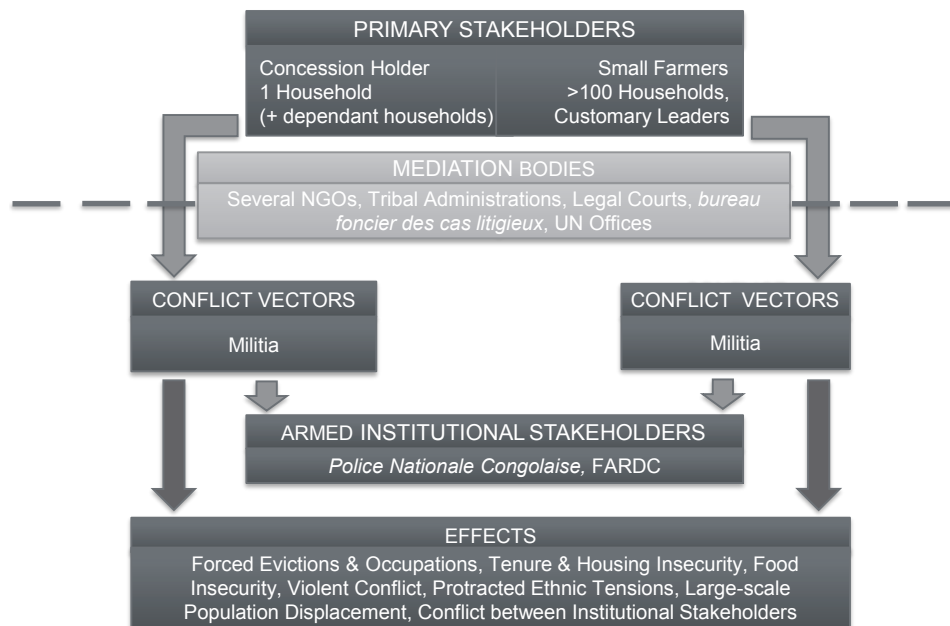 PRIMARY STAKEHOLDERS
Concession Holder
1 Household
(+ dependant households)
Small Farmers
>100 Households,
Customary Leaders
MEDIATION BODIES
Several NGOs, Tribal Administrations, Legal Courts, bureau
foncier des cas litigieux, UN Offices
CONFLICT VECTORS
Militia
CONFLICT VECTORS
Militia
ARMED INSTITUTIONAL STAKEHOLDERS
Police Nationale Congolaise, FARDC
EFFECTS
Forced Evictions & Occupations, Tenure & Housing Insecurity, Food
Insecurity, Violent Conflict, Protracted Ethnic Tensions, Large-scale
Population Displacement, Conflict between Institutional Stakeholders